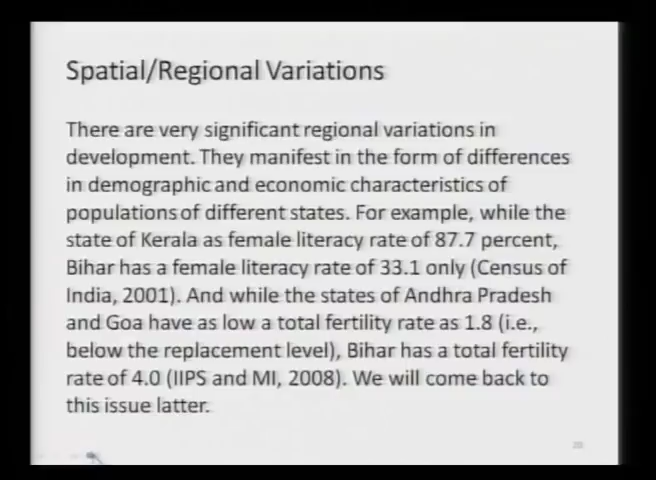 Spatial/Regional Variations
There are very significant regional variations in
development. They manifest in the form of differences
in demographic and economic characteristics of
populations of different states. For example, while the
state of Kerala as female literacy rate of 87.7 percent,
Bihar has a female literacy rate of 33.1 only (Census of
India, 2001). And while the states of Andhra Pradesh
and Goa have as low a total fertility rate as 1.8 (i.e.,
below the replacement level), Bihar has a total fertility
rate of 4.0 (IIPS and MI, 2008). We will come back to
this issue latter.